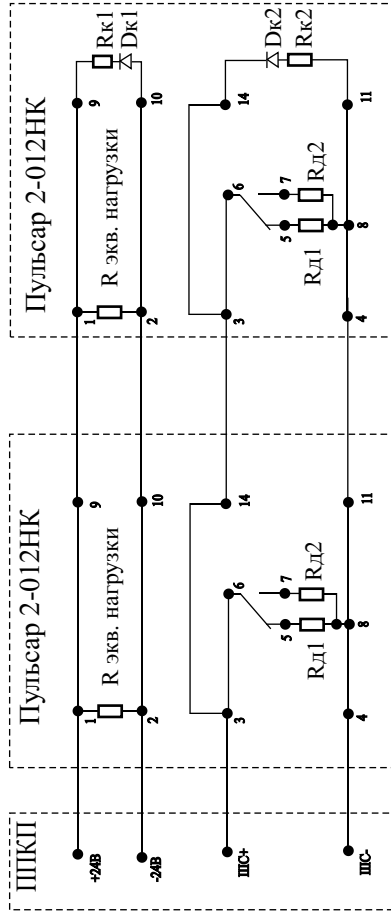 ППКП
Пульсар 2-012НК
Пульсар 2-012НК
+24В
1
R экв. нагрузки
9
1
R экв. нагрузки
9
Rк1
Dк1
-24В
2
10
2
10
ШС+
3
6
14
3
6
14
Dк2
Rк2
5
7
5
7
Rд1
Rд2
Rд1
Rд2
ШС-
4
8
11
4
8
11